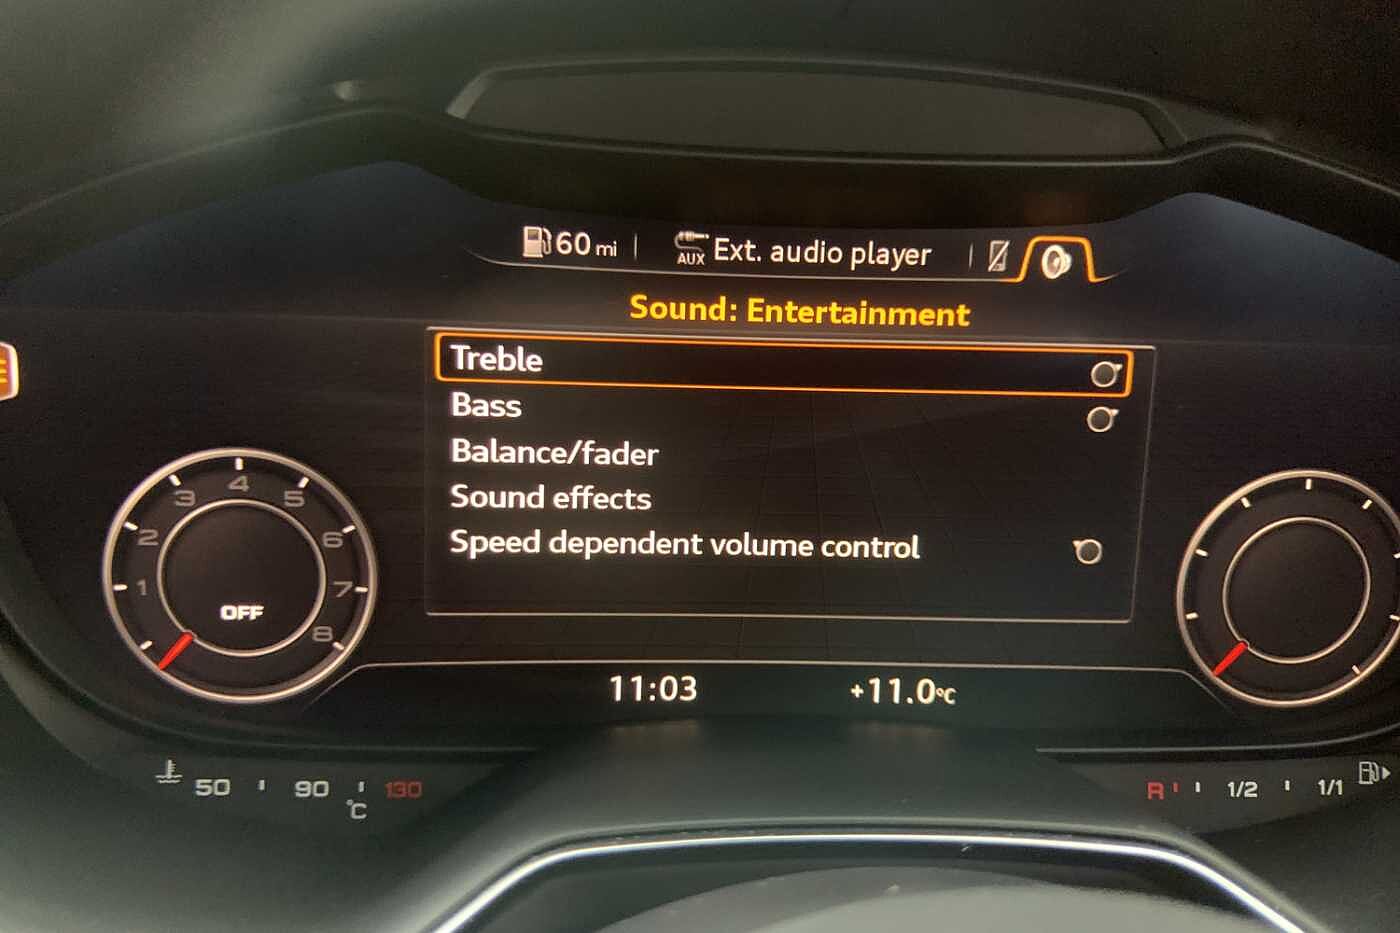 60 mi
AUX Ext. audio player
Sound: Entertainment
Treble
Bass
Balance/fader
Sound effects
Speed dependent volume control
1 2 3 4 5 6 7 8
OFF
11:03 +11.0°C
50 90 130
°C
R 1/2 1/1